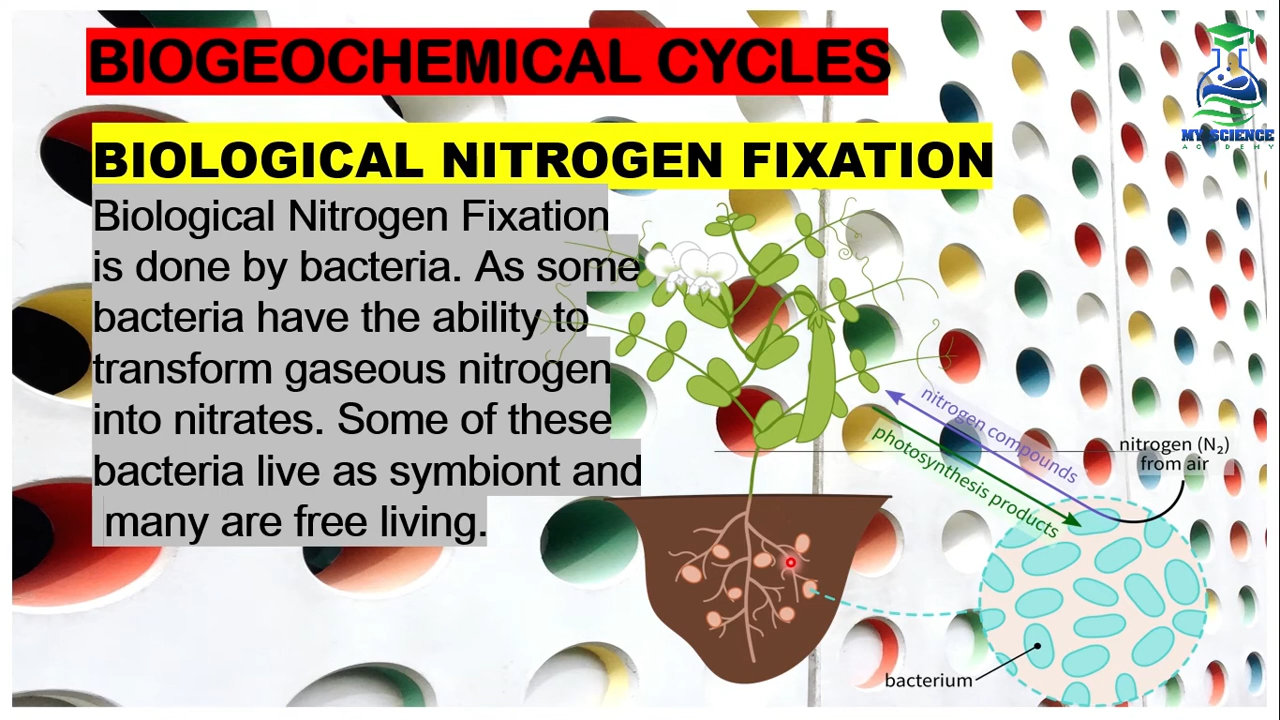 BIOGEOCHEMICAL CYCLES
MY SCIENCE
ACADEMY
BIOLOGICAL NITROGEN FIXATION
Biological Nitrogen Fixation
is done by bacteria. As some
bacteria have the ability to
transform gaseous nitrogen
into nitrates. Some of these
bacteria live as symbiont and
many are free living.
nitrogen compounds
photosynthesis products
nitrogen (N₂)
from air
bacterium